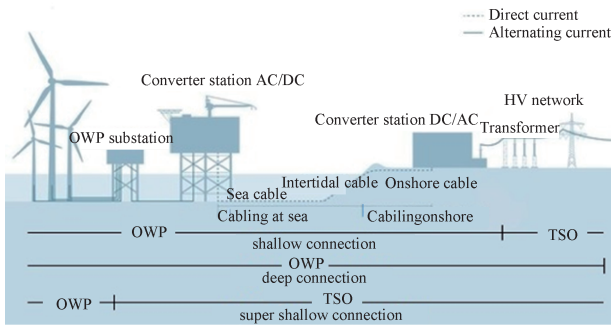 Direct current
Alternating current
Converter station AC/DC
HV network
Converter station DC/AC
Transformer
OWP substation
Intertidal cable
Onshore cable
Sea cable
Cabling at sea
Cabilingonshore
OWP
TSO
shallow connection
OWP
deep connection
OWP
TSO
super shallow connection